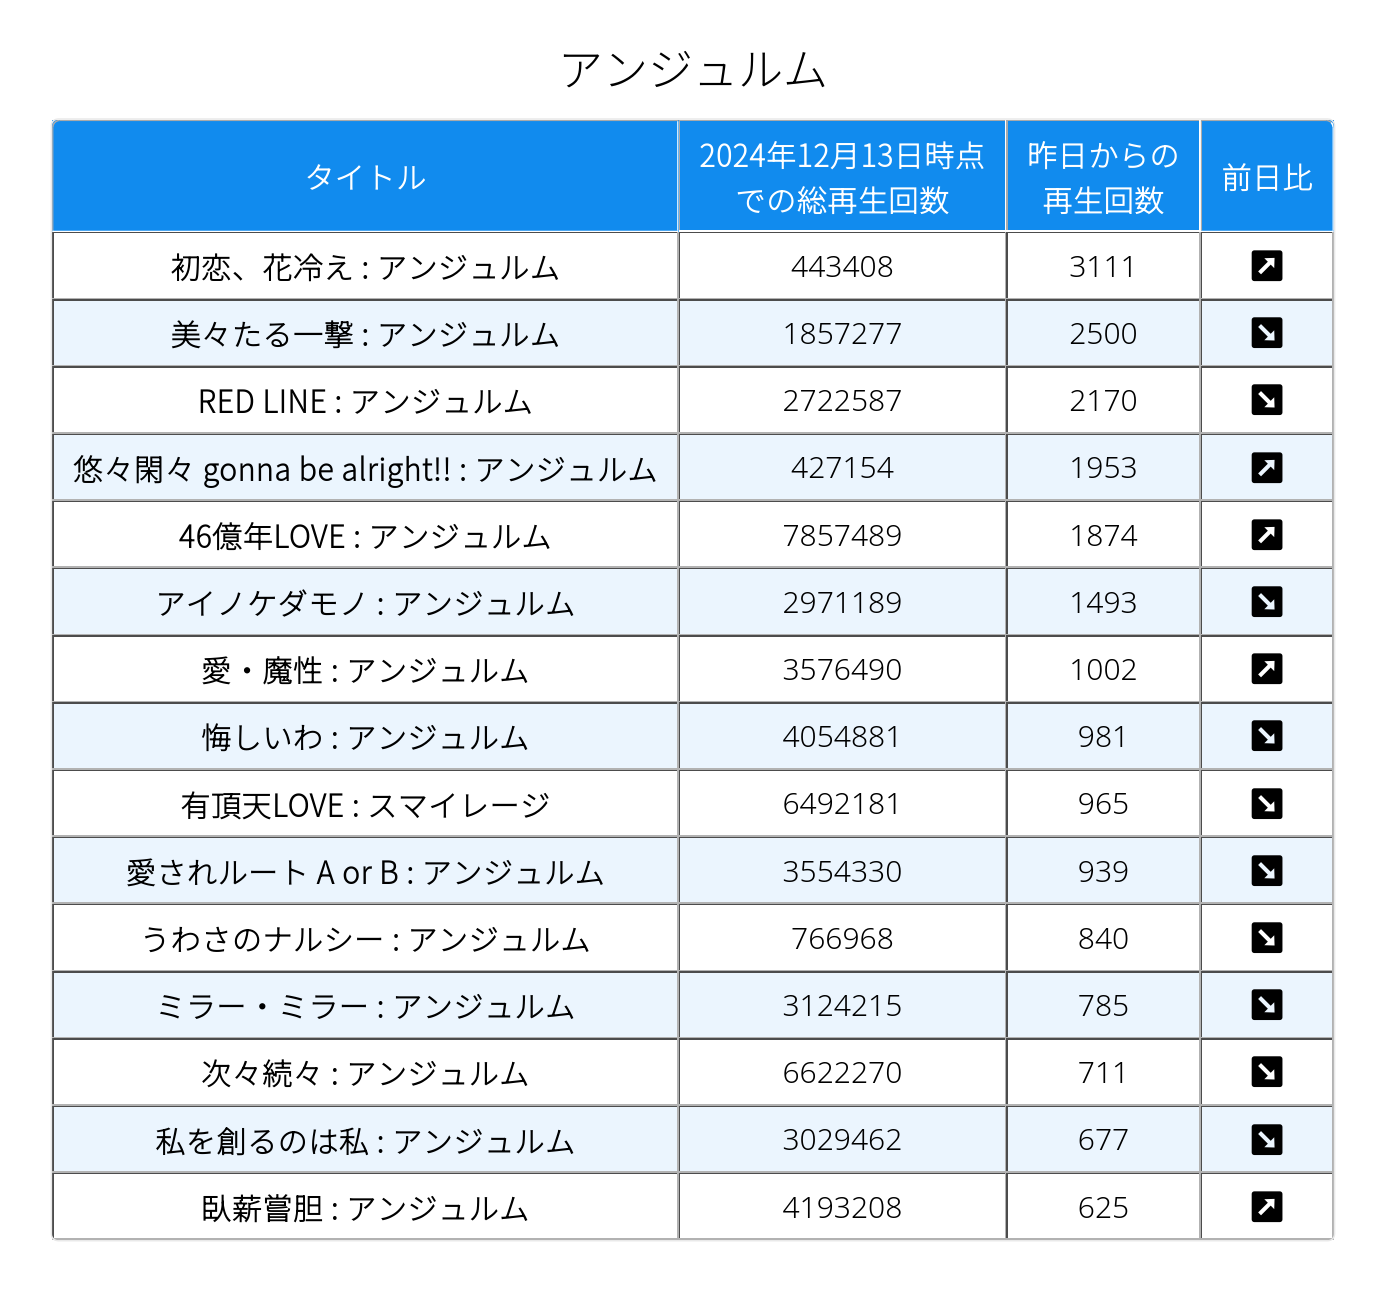 アンジュルム
タイトル
2024年12月13日時点
での総再生回数
昨日からの
再生回数
前日比
初恋、花冷え : アンジュルム 443408 3111
美々たる一撃 : アンジュルム 1857277 2500
RED LINE : アンジュルム 2722587 2170
悠々閑々 gonna be alright!! : アンジュルム 427154 1953
46億年LOVE : アンジュルム 7857489 1874
アイノケダモノ : アンジュルム 2971189 1493
愛・魔性 : アンジュルム 3576490 1002
悔しいわ : アンジュルム 4054881 981
有頂天LOVE : スマイレージ 6492181 965
愛されルート A or B : アンジュルム 3554330 939
うわさのナルシー : アンジュルム 766968 840
ミラー・ミラー : アンジュルム 3124215 785
次々続々 : アンジュルム 6622270 711
私を創るのは私 : アンジュルム 3029462 677
臥薪嘗胆 : アンジュルム 4193208 625